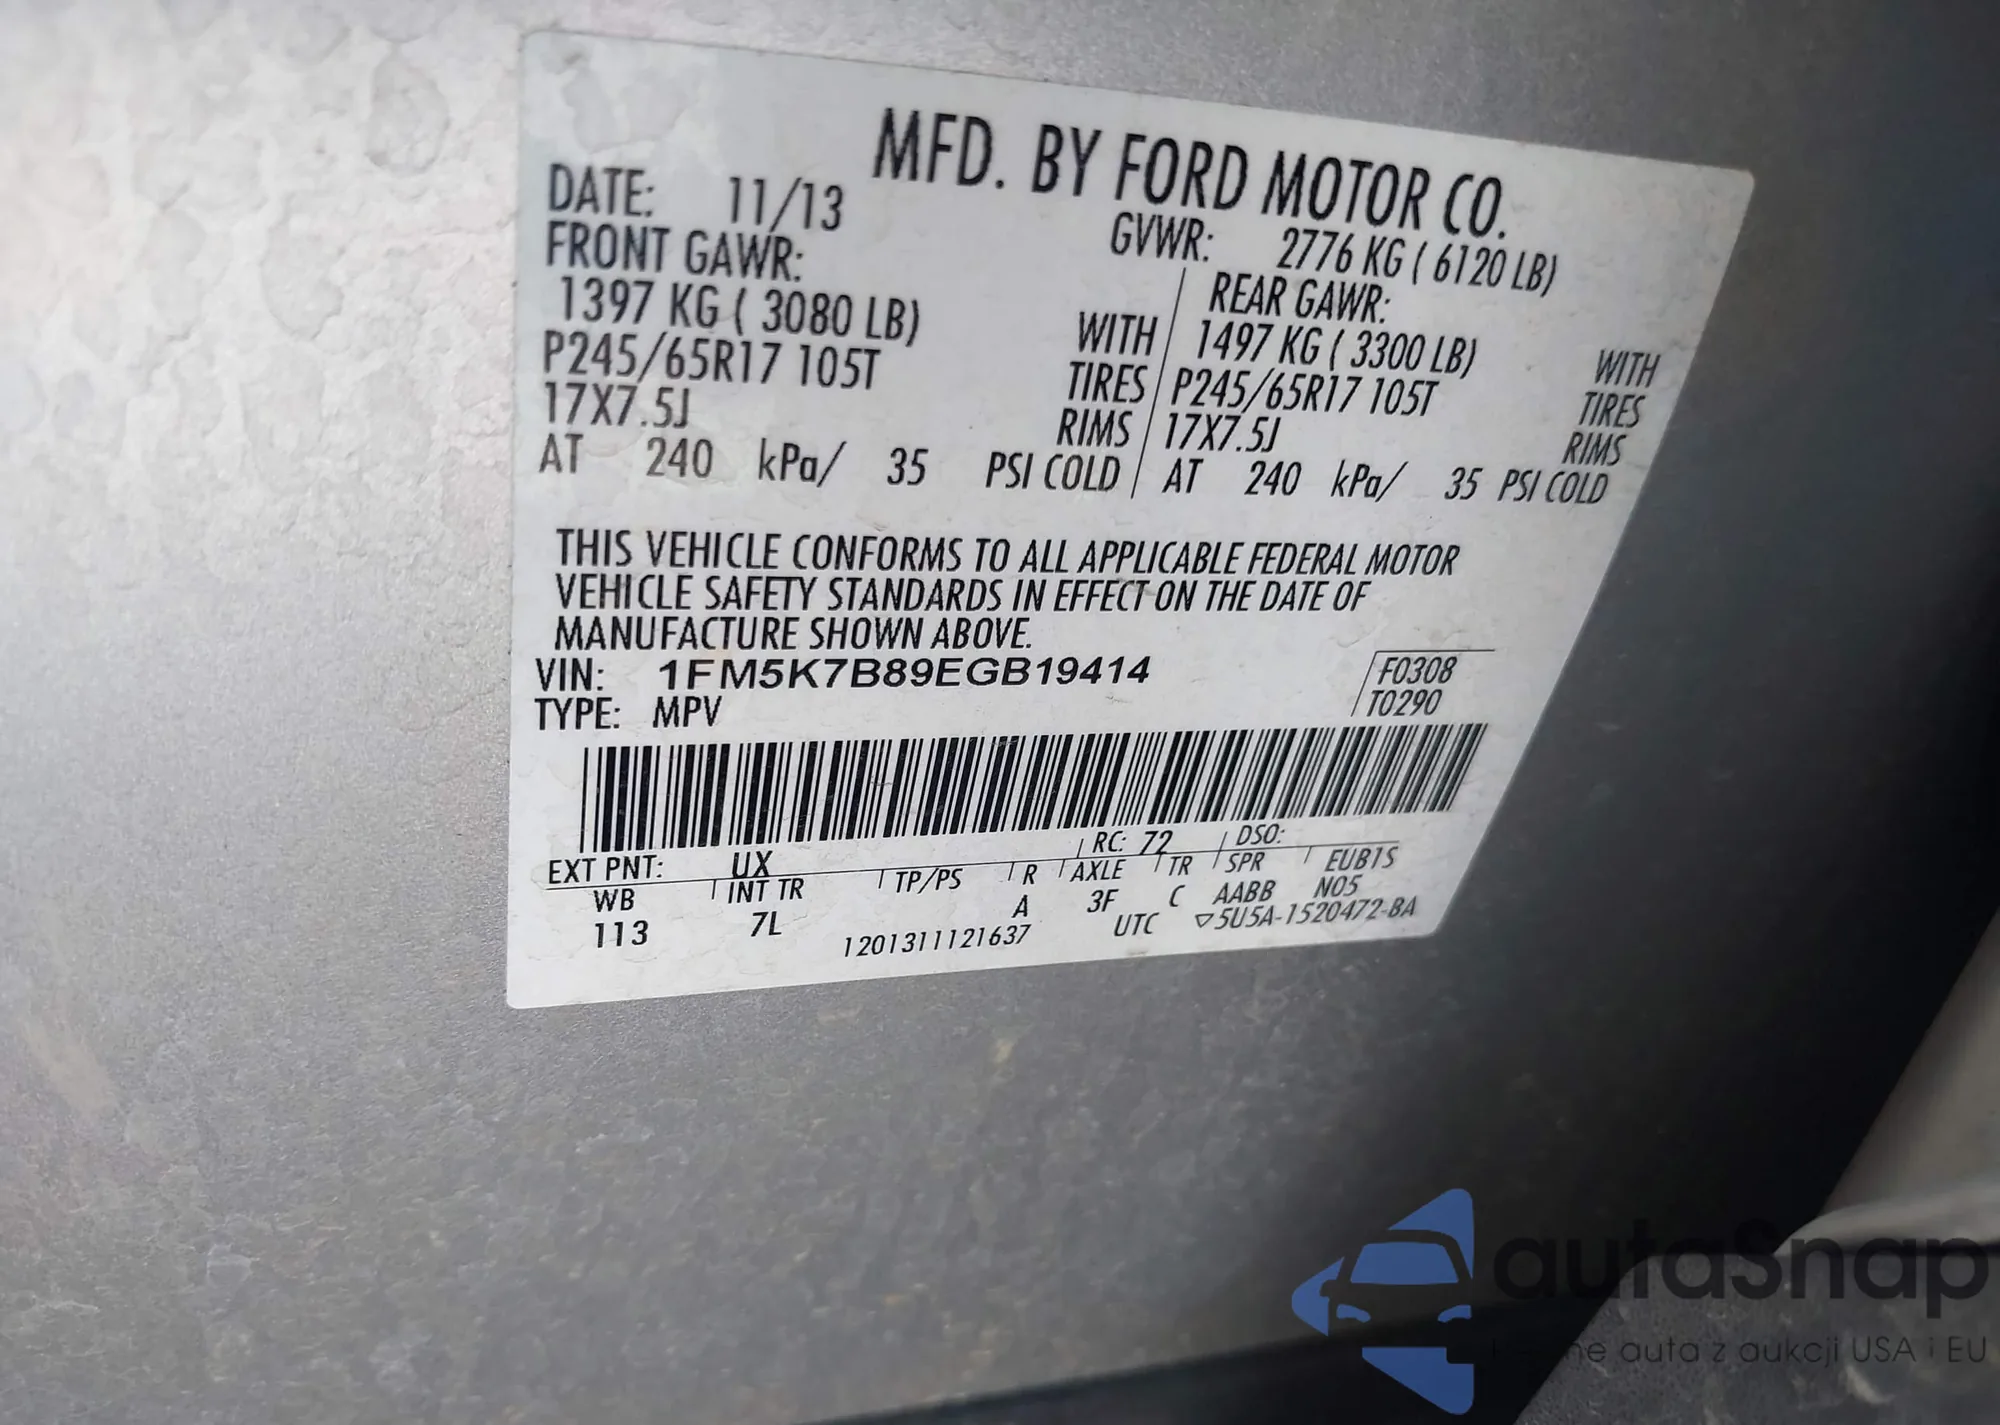 MFD. BY FORD MOTOR CO.
DATE: 11/13 GVWR: 2776 KG ( 6120 LB)
FRONT GAWR: REAR GAWR:
1397 KG ( 3080 LB) WITH 1497 KG ( 3300 LB) WITH
P245/65R17 105T TIRES P245/65R17 105T TIRES
17X7.5J RIMS 17X7.5J RIMS
AT 240 kPa/ 35 PSI COLD AT 240 kPa/ 35 PSI COLD
THIS VEHICLE CONFORMS TO ALL APPLICABLE FEDERAL MOTOR
VEHICLE SAFETY STANDARDS IN EFFECT ON THE DATE OF
MANUFACTURE SHOWN ABOVE.
VIN: 1FM5K7B89EGB19414 F0308
TYPE: MPV T0290
EXT PNT: UX RC: 72 DSO:
WB INT TR TP/PS R AXLE TR SPR EUB1S
113 7L A 3F C AABB N05
1201311121637 UTC ▽5U5A-1520472-BA
autaSnap
auta z aukcji USA i EU